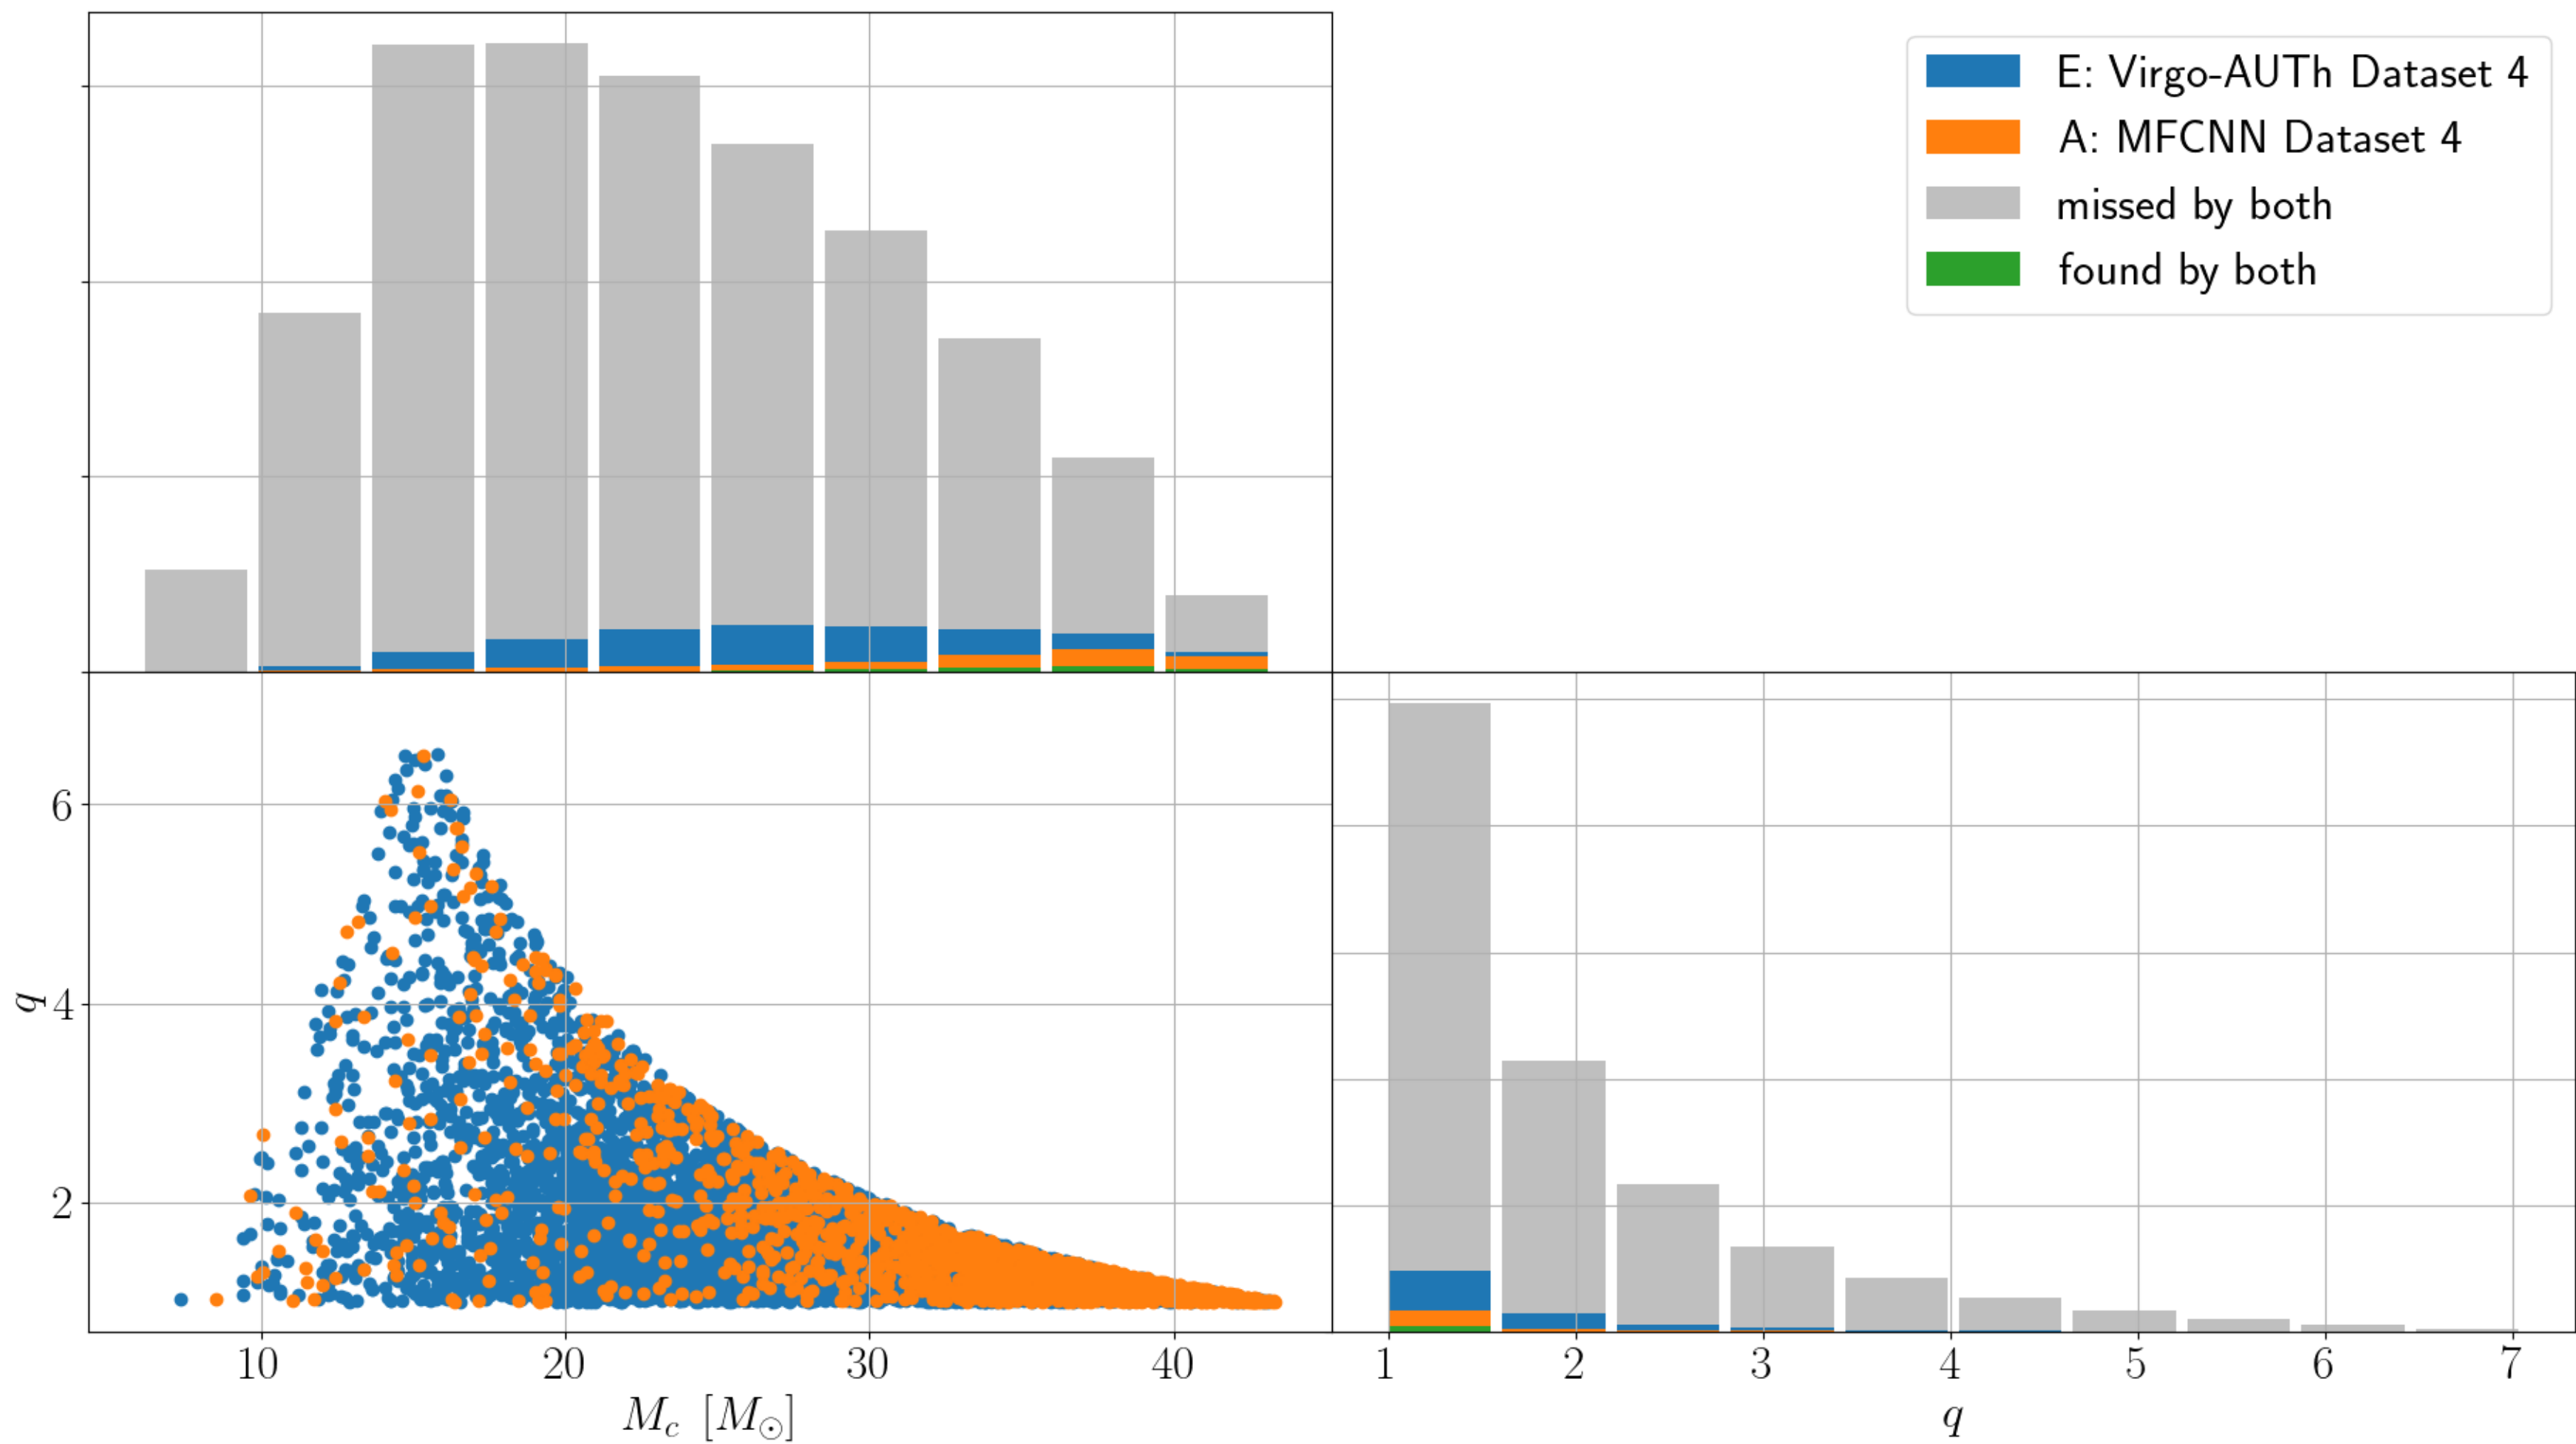 E: Virgo-AUTh Dataset 4
A: MFCNN Dataset 4
missed by both
found by both
6
4
2
q
10 20 30 40
M_c [M_⊙]
1 2 3 4 5 6 7
q